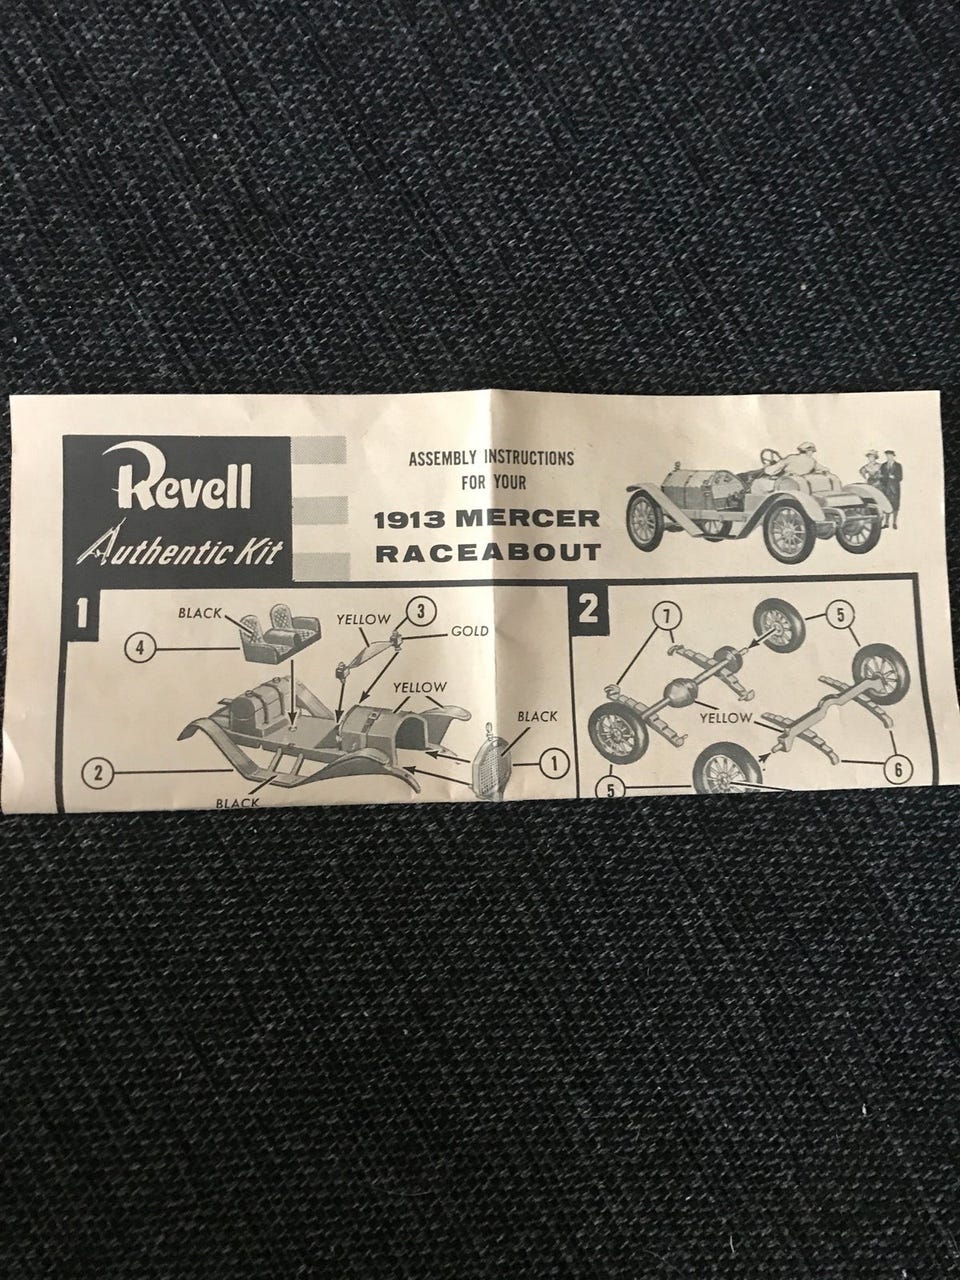 Revell
Authentic Kit
ASSEMBLY INSTRUCTIONS
FOR YOUR
1913 MERCER
RACEABOUT
1
BLACK
YELLOW
3
GOLD
4
YELLOW
BLACK
2
1
BLACK
2
7
5
YELLOW
5
6